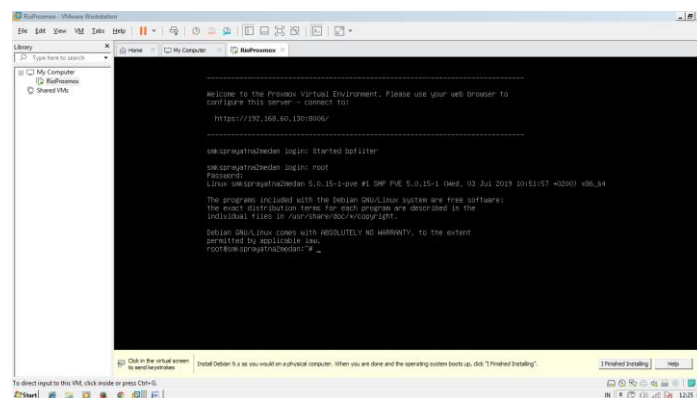 RioProxmox - VMware Workstation
File Edit View VM Tabs Help
Library
Type here to search
My Computer
RioProxmox
Shared VMs
Home
My Computer
RioProxmox
Welcome to the Proxmox Virtual Environment. Please use your web browser to
configure this server - connect to:
https://192.168.60.130:8006/
smksprayatna2medan login: Started bpfilter
smksprayatna2medan login: root
Password:
Linux smksprayatna2medan 5.0.15-1-pve #1 SMP PVE 5.0.15-1 (Wed, 03 Jul 2019 10:51:57 +0200) x86_64
The programs included with the Debian GNU/Linux system are free software;
the exact distribution terms for each program are described in the
individual files in /usr/share/doc/*/copyright.
Debian GNU/Linux comes with ABSOLUTELY NO WARRANTY, to the extent
permitted by applicable law.
root@smksprayatna2medan:~# _
Click in the virtual screen
to send keystrokes
Install Debian 9.x as you would on a physical computer. When you are done and the operating system boots up, click "I Finished Installing".
I Finished Installing
Help
To direct input to this VM, click inside or press Ctrl+G.
Start
IN
12:25